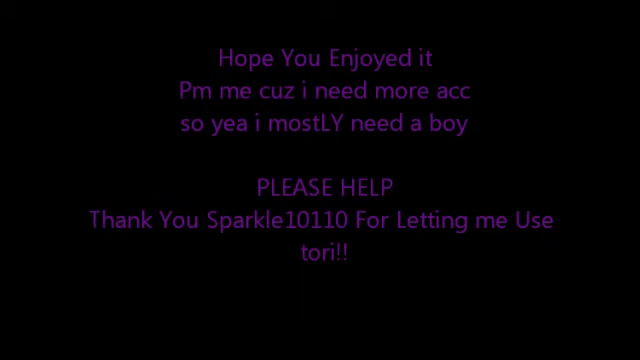 Hope You Enjoyed it
Pm me cuz i need more acc
so yea i mostLY need a boy
PLEASE HELP
Thank You Sparkle10110 For Letting me Use
tori!!